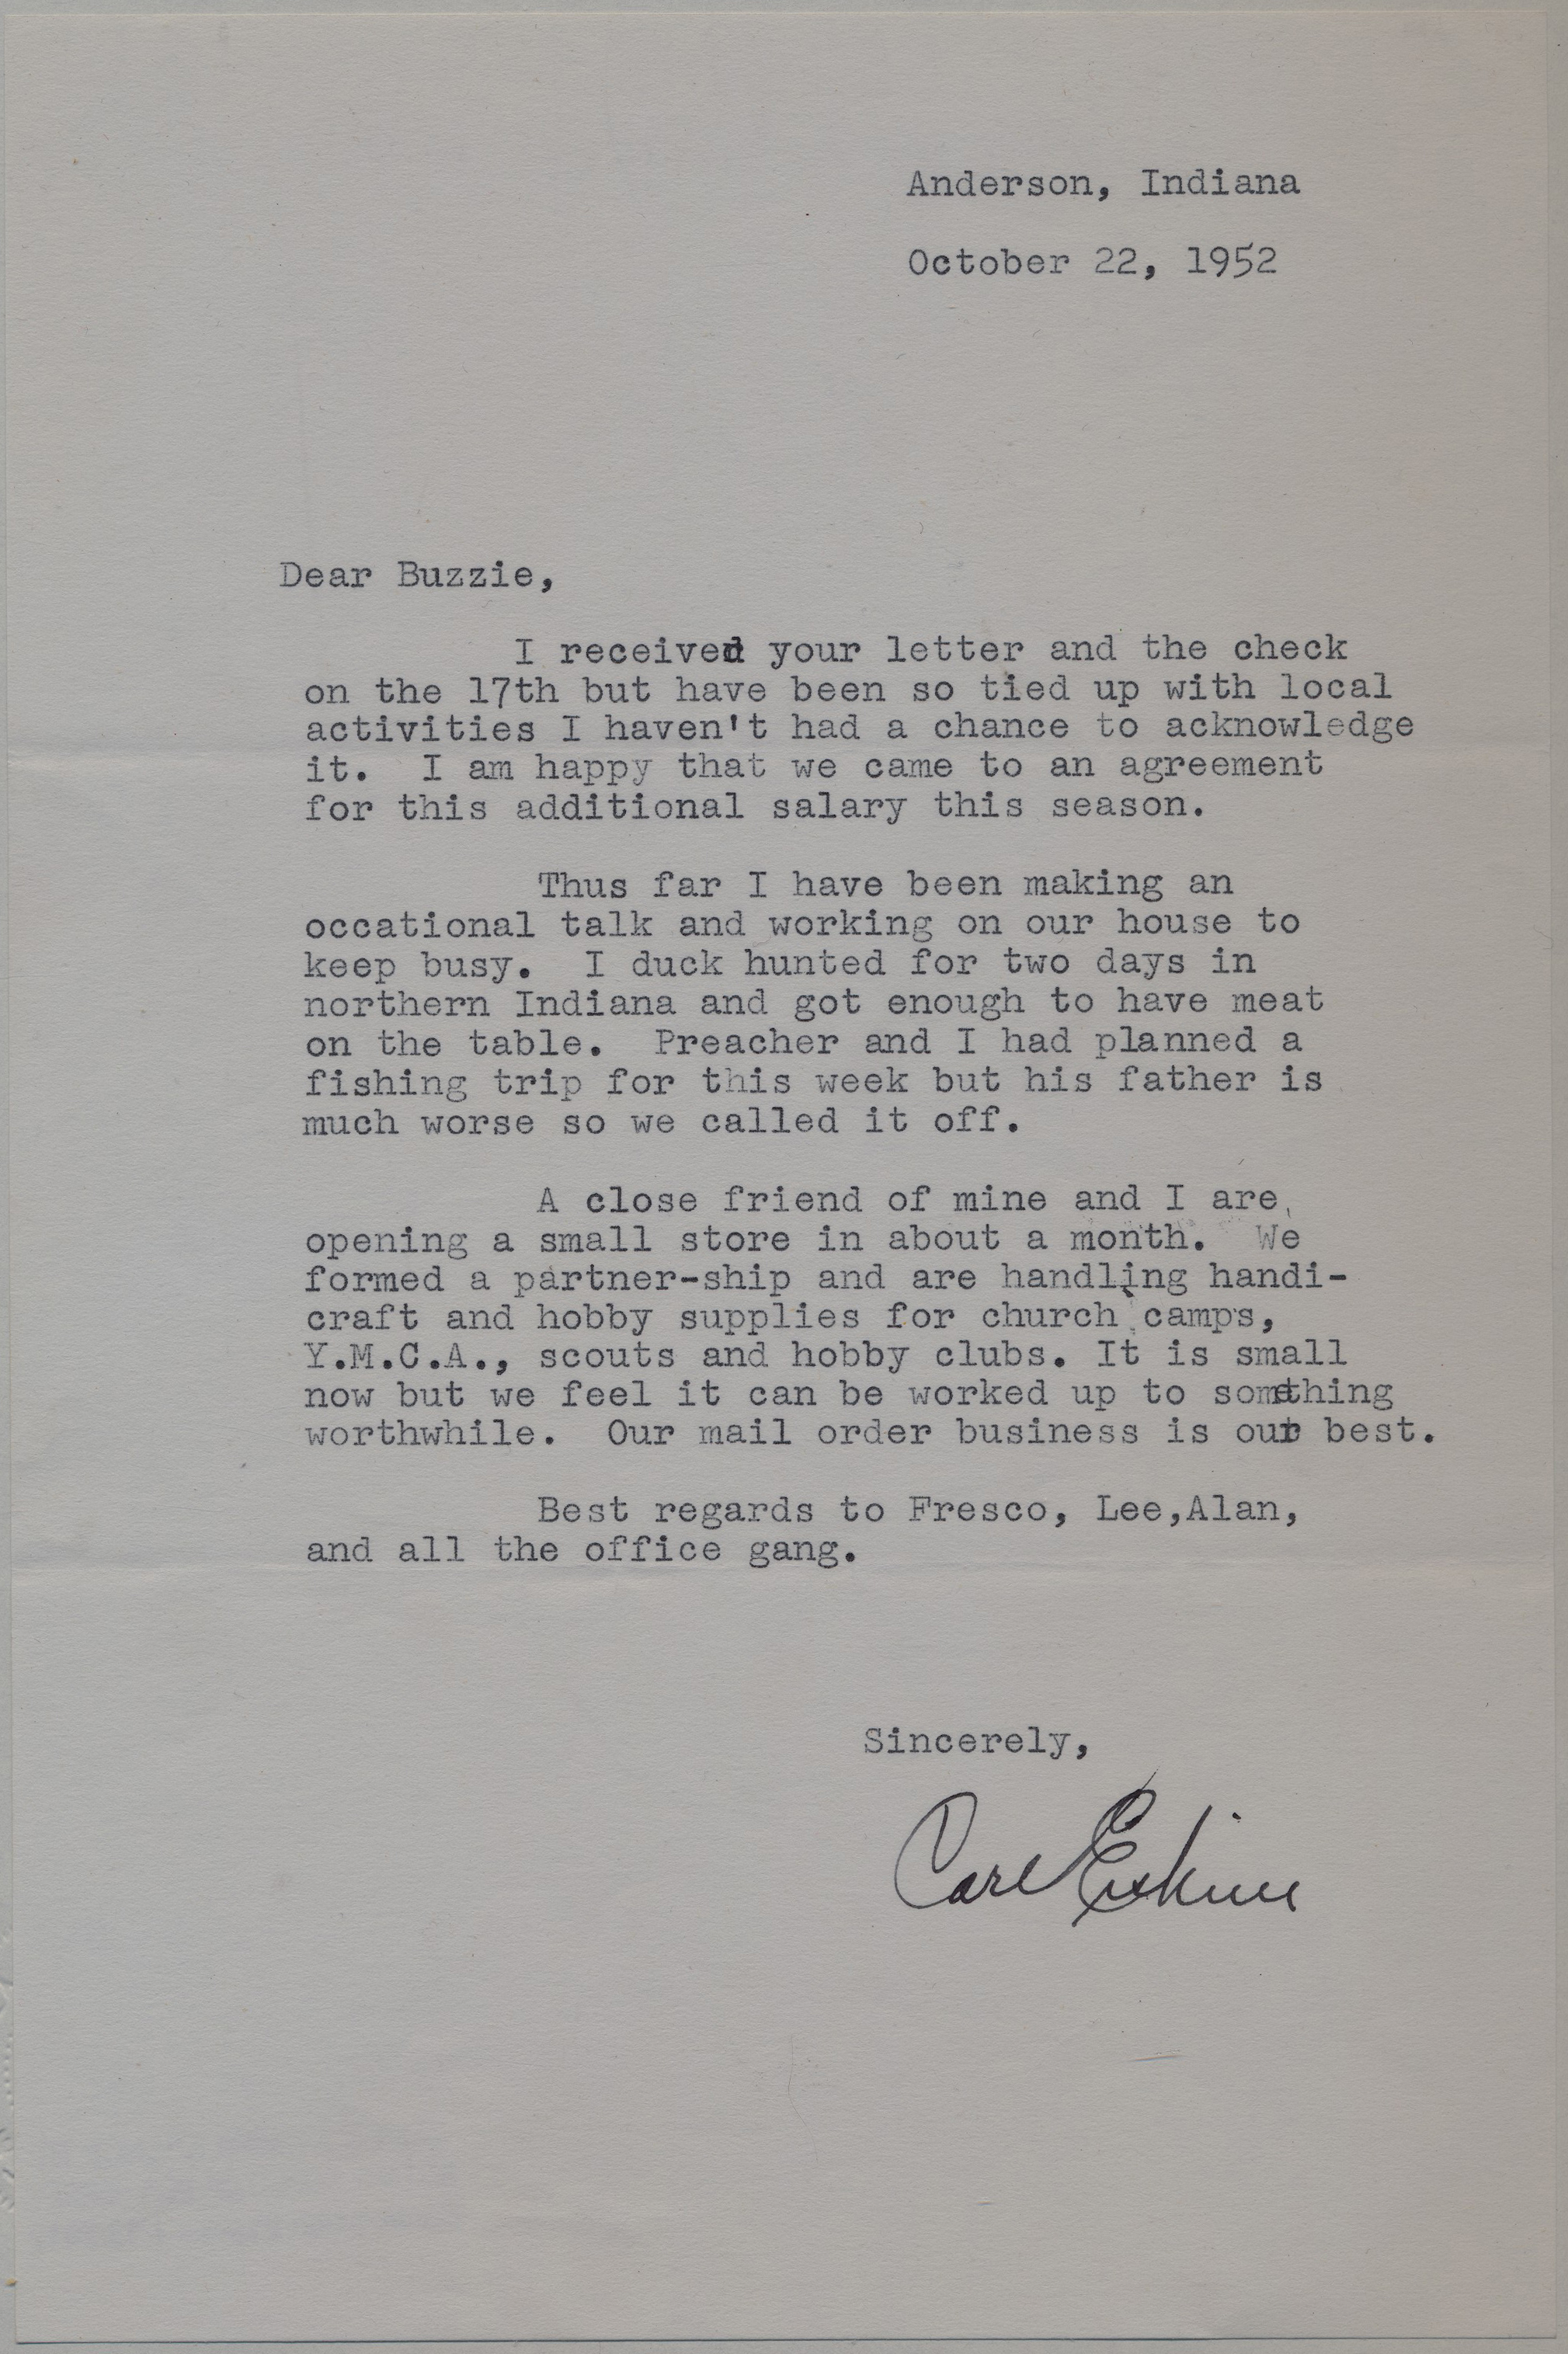 Anderson, Indiana
October 22, 1952
Dear Buzzie,
I received your letter and the check
on the 17th but have been so tied up with local
activities I haven't had a chance to acknowledge
it. I am happy that we came to an agreement
for this additional salary this season.
Thus far I have been making an
occational talk and working on our house to
keep busy. I duck hunted for two days in
northern Indiana and got enough to have meat
on the table. Preacher and I had planned a
fishing trip for this week but his father is
much worse so we called it off.
A close friend of mine and I are
opening a small store in about a month. We
formed a partner-ship and are handling handi-
craft and hobby supplies for church camps,
Y.M.C.A., scouts and hobby clubs. It is small
now but we feel it can be worked up to something
worthwhile. Our mail order business is our best.
Best regards to Fresco, Lee,Alan,
and all the office gang.
Sincerely,
Carl Erskine